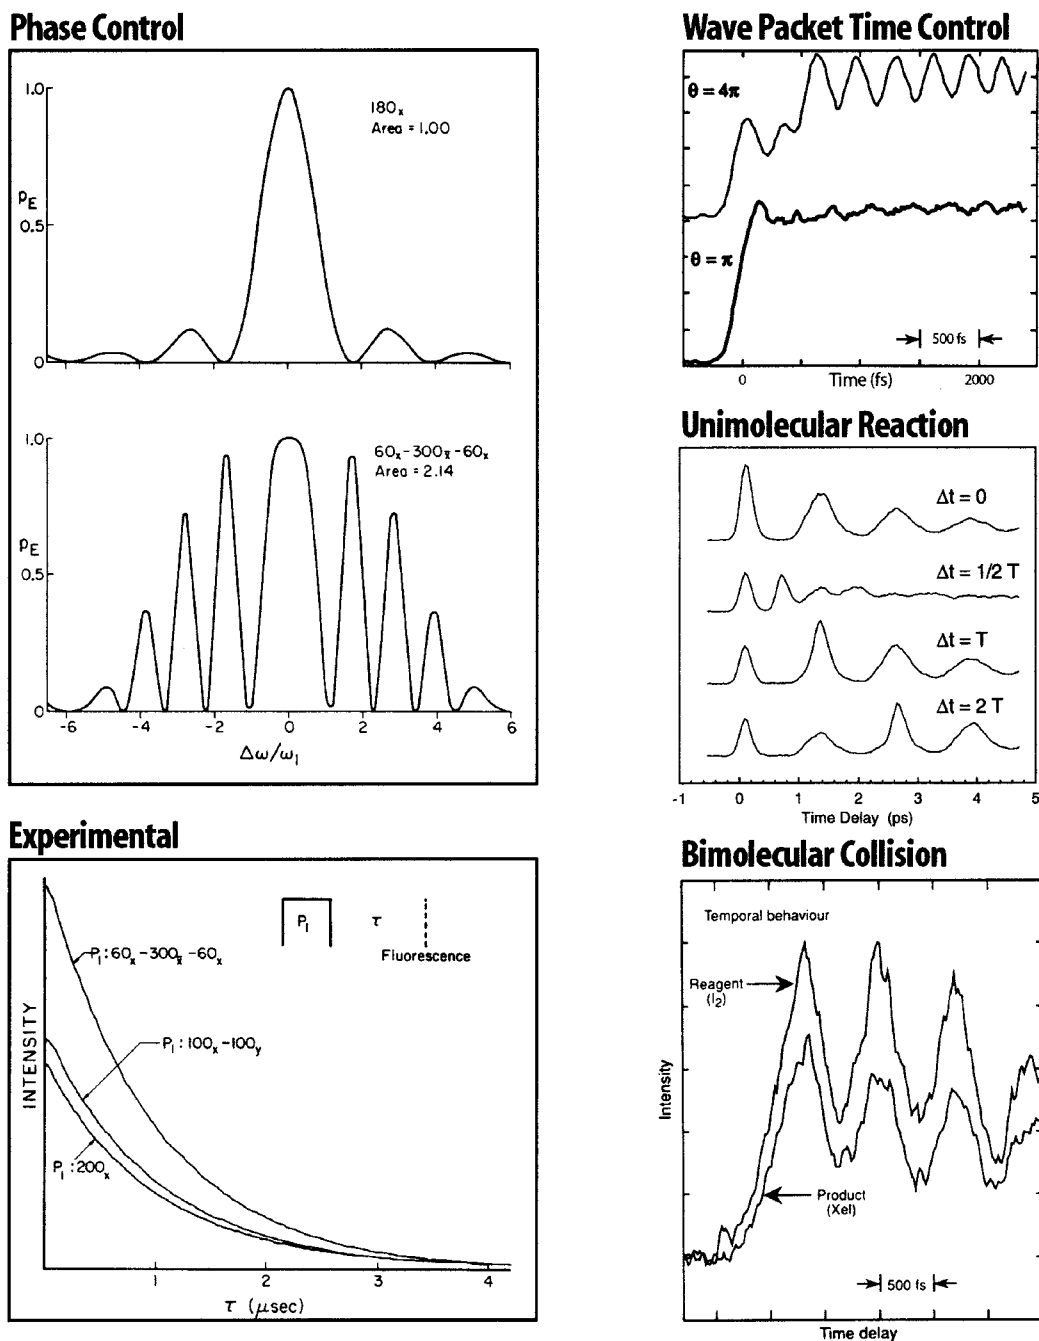 Phase Control
1.0
180ₓ
Area = 1.00
P_E
0.5
0
1.0
60ₓ-300x̄-60ₓ
Area = 2.14
P_E
0.5
0
-6 -4 -2 0 2 4 6
Δω/ω₁
Experimental
P₁ τ
Fluorescence
P₁:60ₓ-300x̄-60ₓ
INTENSITY
P₁:100ₓ-100y
P₁:200ₓ
1 2 3 4
τ (μsec)
Wave Packet Time Control
θ = 4π
θ = π
500 fs
0 2000
Time (fs)
Unimolecular Reaction
Δt = 0
Δt = 1/2 T
Δt = T
Δt = 2 T
-1 0 1 2 3 4 5
Time Delay (ps)
Bimolecular Collision
Temporal behaviour
Reagent
(I₂)
Intensity
Product
(XeI)
500 fs
Time delay